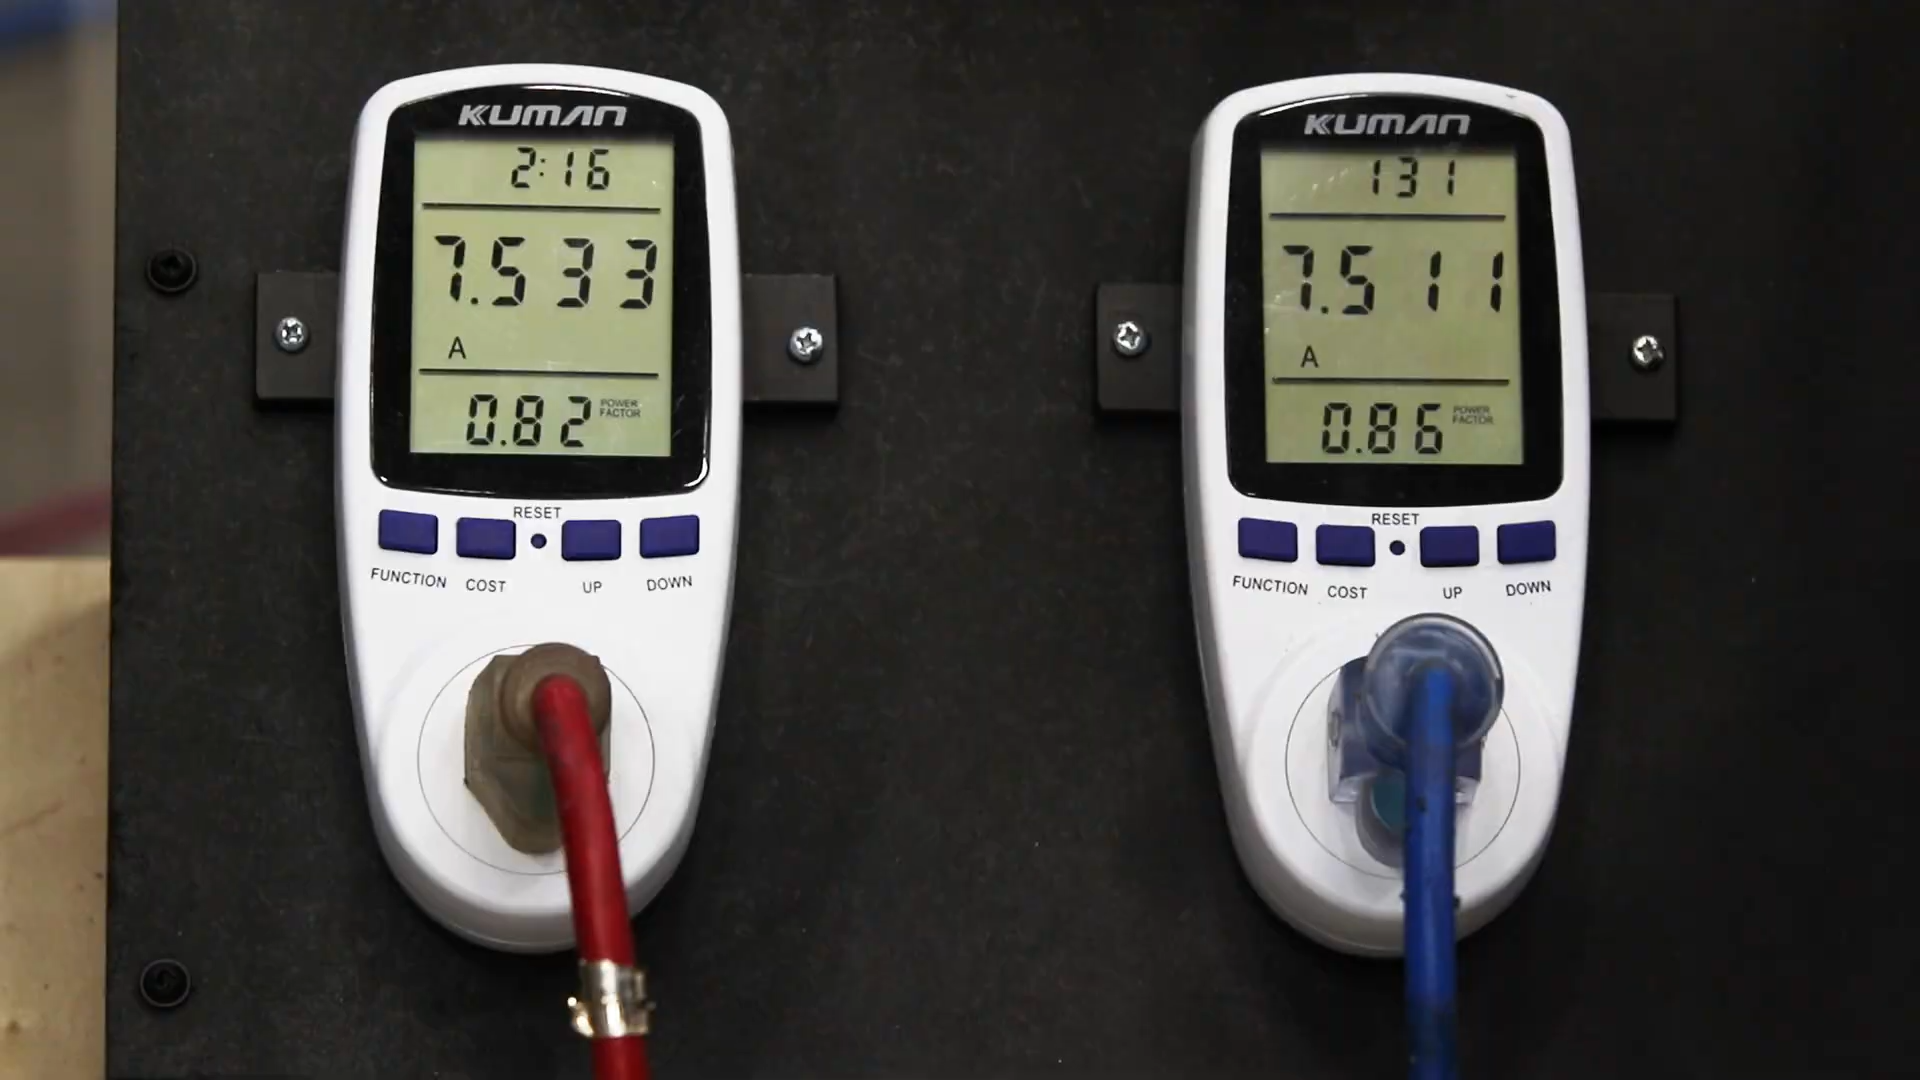 KUMAN
2:16
7.533
A
0.82 POWER FACTOR
RESET
FUNCTION COST UP DOWN
KUMAN
131
7.511
A
0.86 POWER FACTOR
RESET
FUNCTION COST UP DOWN